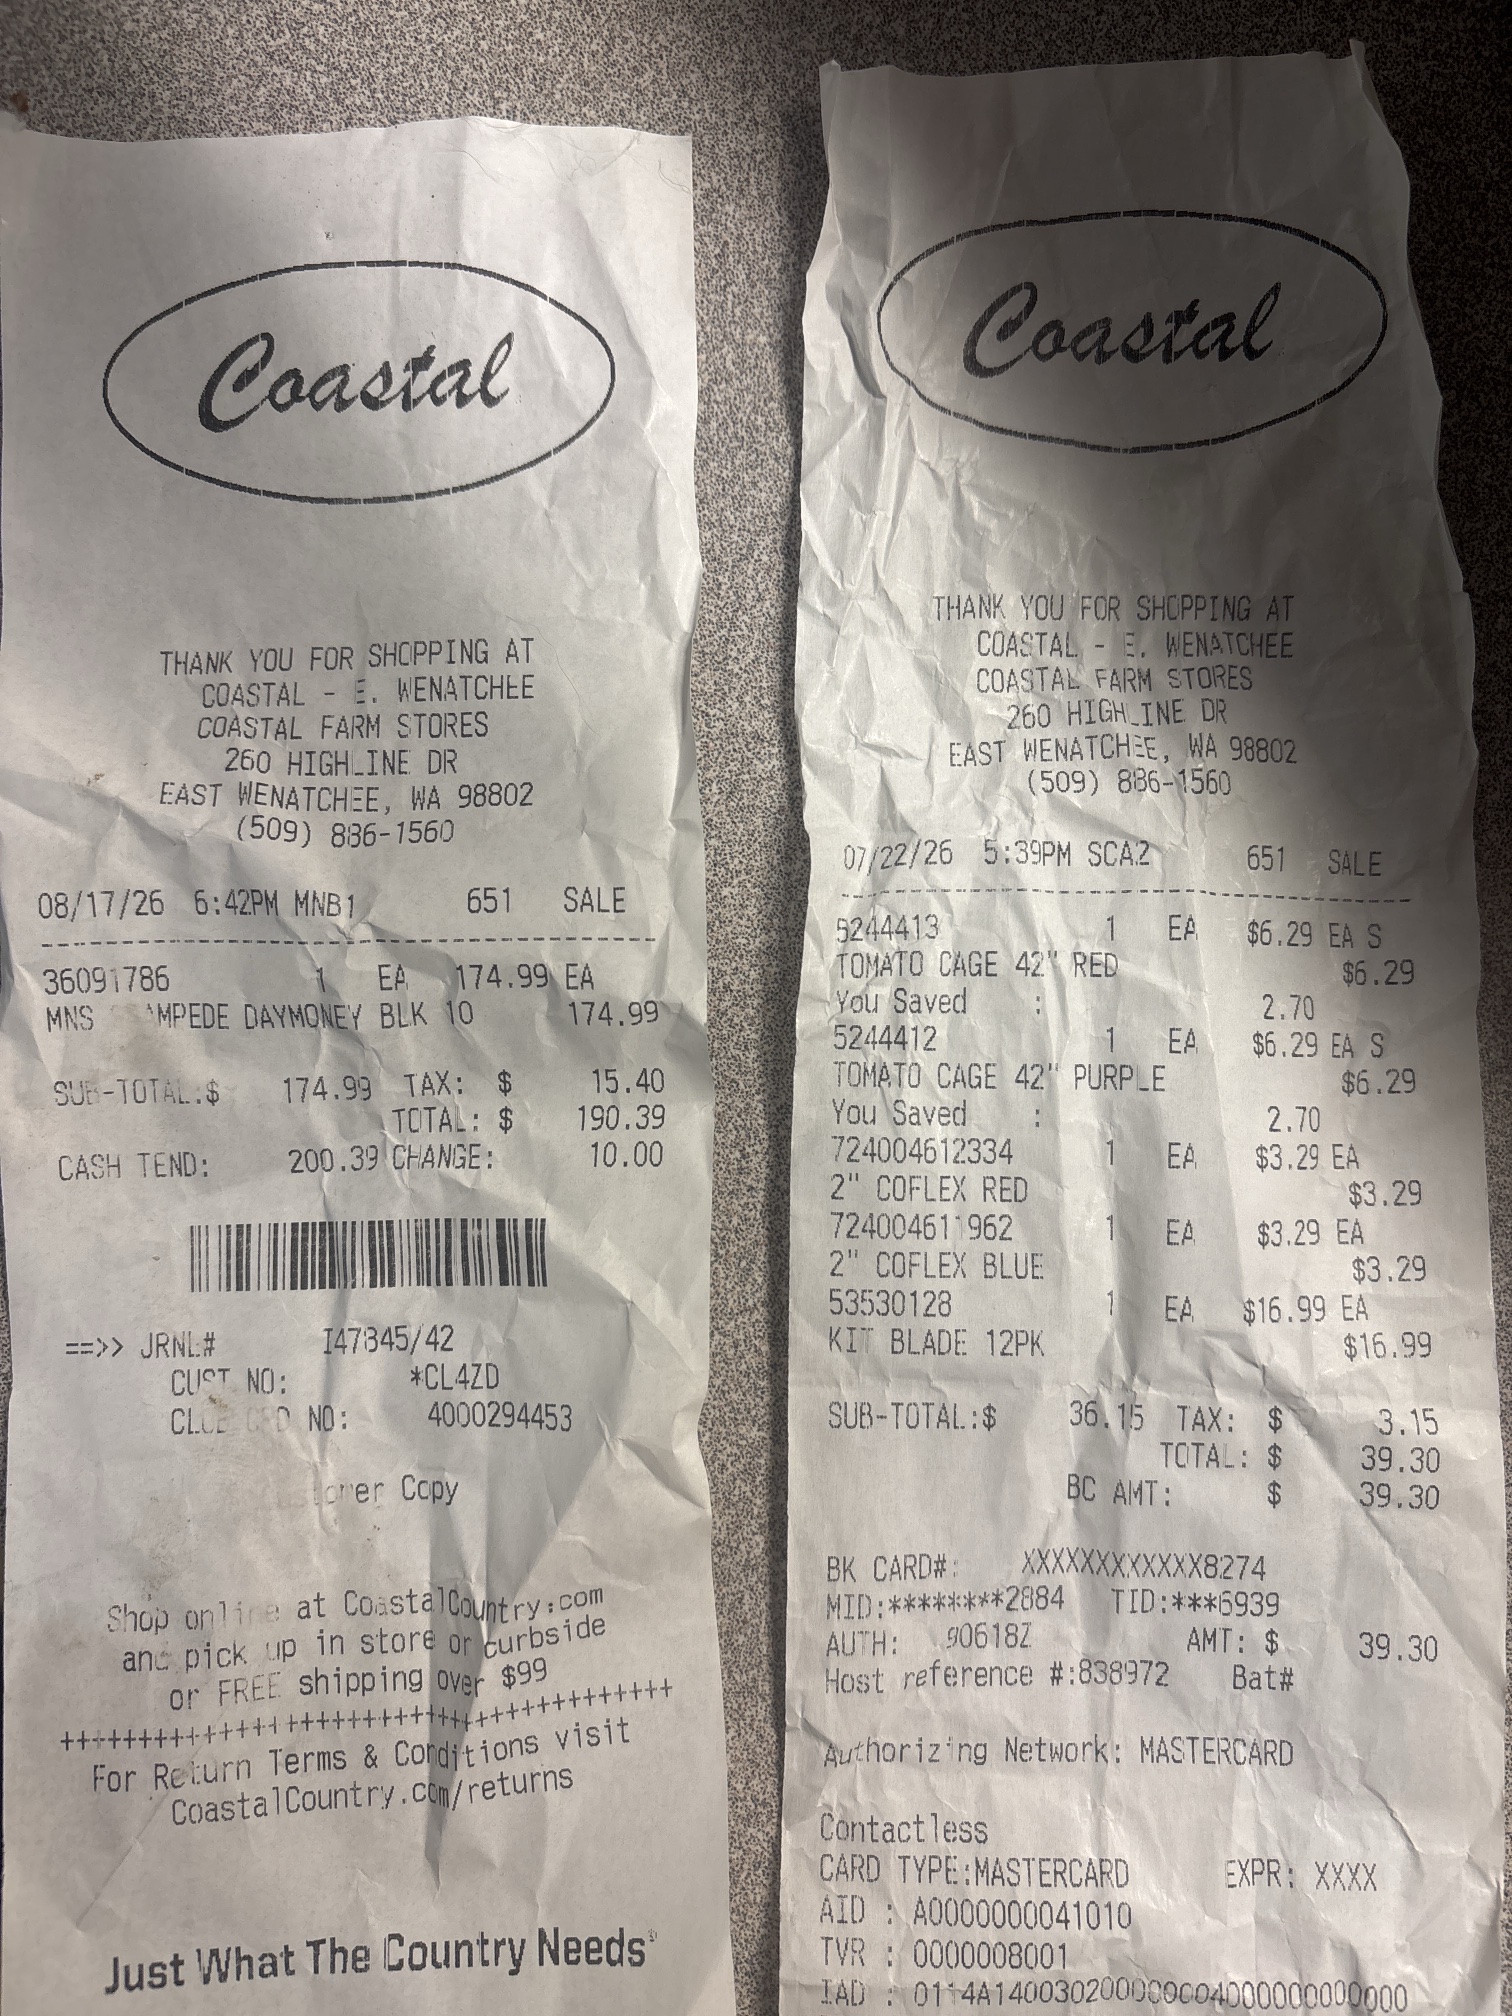 Coastal
THANK YOU FOR SHOPPING AT
COASTAL - E. WENATCHEE
COASTAL FARM STORES
260 HIGHLINE DR
EAST WENATCHEE, WA 98802
(509) 886-1560
08/17/26 6:42PM MNB1 651 SALE
36091786 1 EA 174.99 EA
MNS DAYMONEY BLK 10 174.99
SUB-TOTAL:$ 174.99 TAX: $ 15.40
TOTAL: $ 190.39
CASH TEND: 200.39 CHANGE: 10.00
==>> JRNL# I47845/42
CUST NO: *CL4ZD
NO: 4000294453
Copy
Shop online at CoastalCountry.com
and pick up in store or curbside
or FREE shipping over $99
+++++++++++++++++++++++++++++++++++++++
For Return Terms & Conditions visit
CoastalCountry.com/returns
Just What The Country Needs®
Coastal
THANK YOU FOR SHOPPING AT
COASTAL - E. WENATCHEE
COASTAL FARM STORES
260 HIGHLINE DR
EAST WENATCHEE, WA 98802
(509) 886-1560
07/22/26 5:39PM SCA2 651 SALE
5244413 1 EA $6.29 EA S
TOMATO CAGE 42" RED $6.29
You Saved : 2.70
5244412 1 EA $6.29 EA S
TOMATO CAGE 42" PURPLE $6.29
You Saved : 2.70
724004612334 1 EA $3.29 EA
2" COFLEX RED $3.29
724004611962 1 EA $3.29 EA
2" COFLEX BLUE $3.29
53530128 1 EA $16.99 EA
KIT BLADE 12PK $16.99
SUB-TOTAL:$ 36.15 TAX: $ 3.15
TOTAL: $ 39.30
BC AMT: $ 39.30
BK CARD#: XXXXXXXXXXXX8274
MID:********2884 TID:***6939
AUTH: 90618Z AMT: $ 39.30
Host reference #:838972 Bat#
Authorizing Network: MASTERCARD
Contactless
CARD TYPE:MASTERCARD EXPR: XXXX
AID : A0000000041010
TVR : 0000008001
IAD :